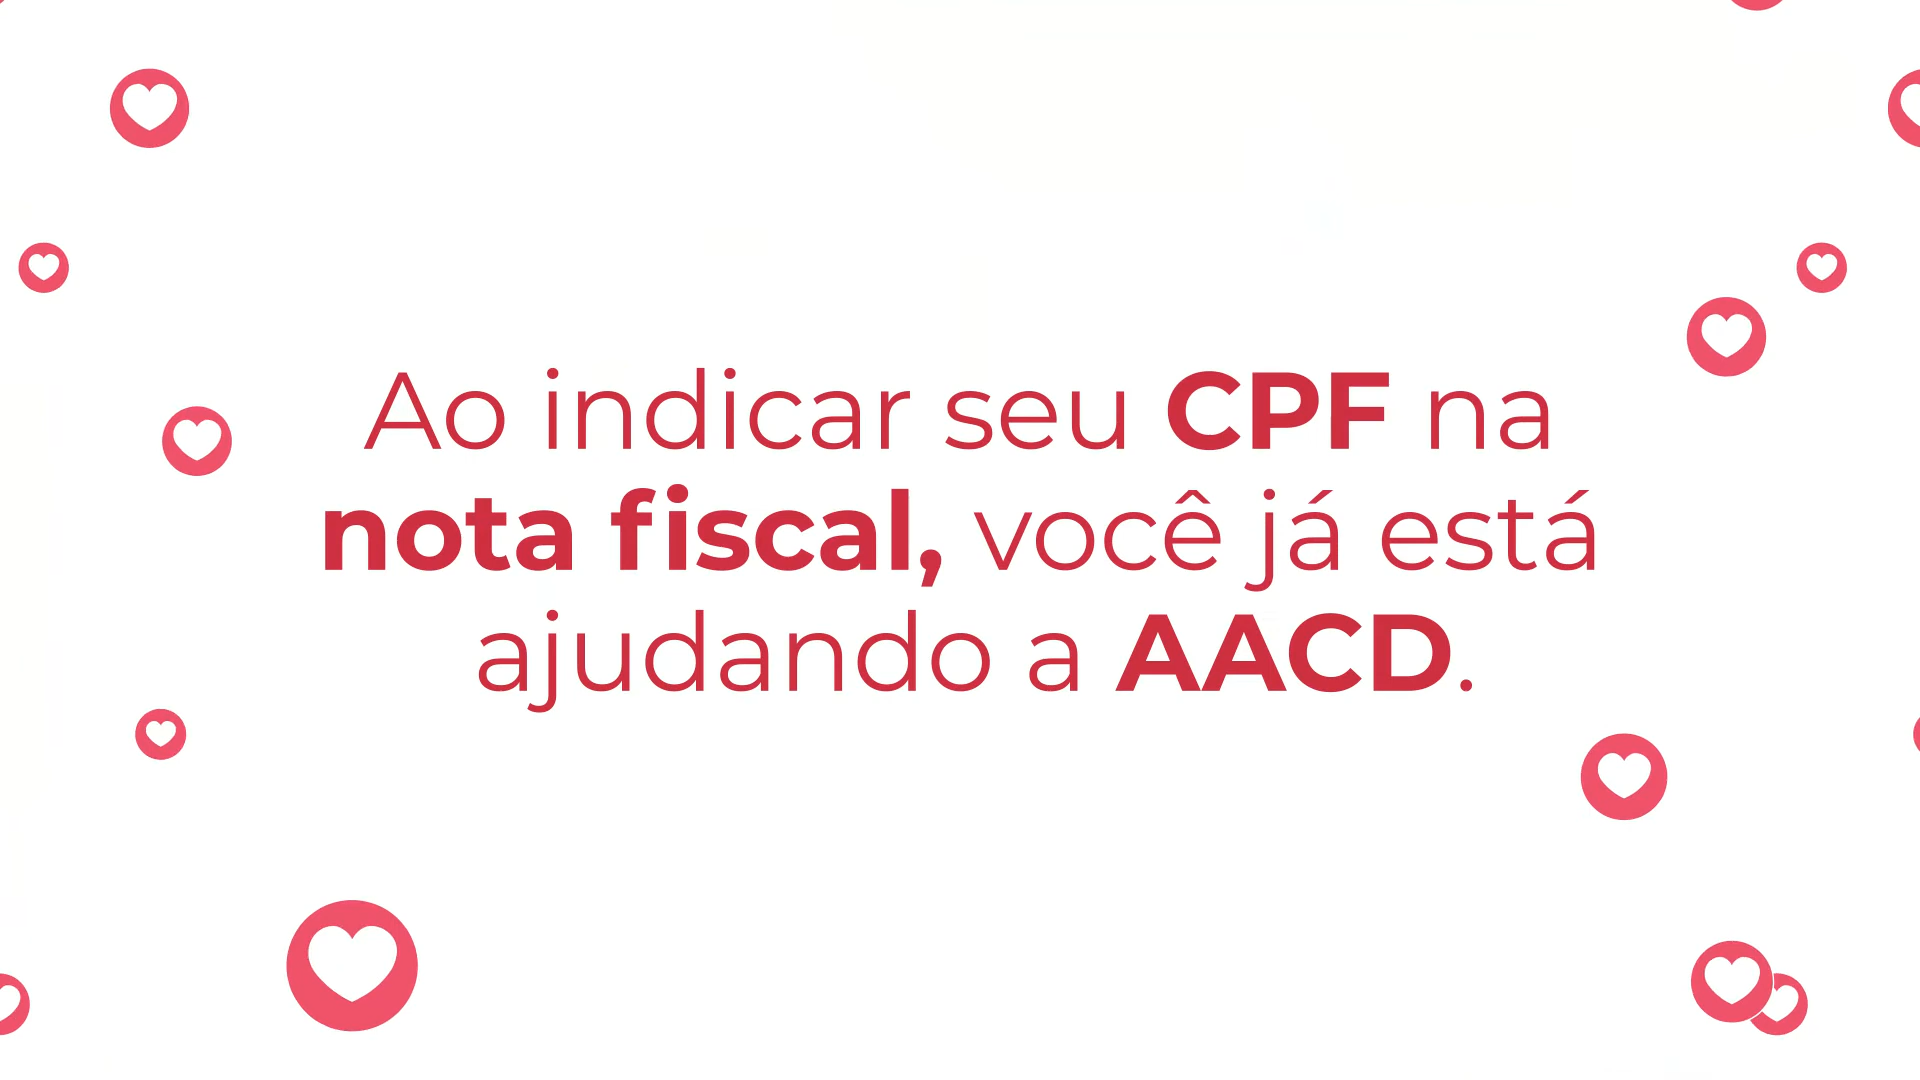 Ao indicar seu CPF na
nota fiscal, você já está
ajudando a AACD.